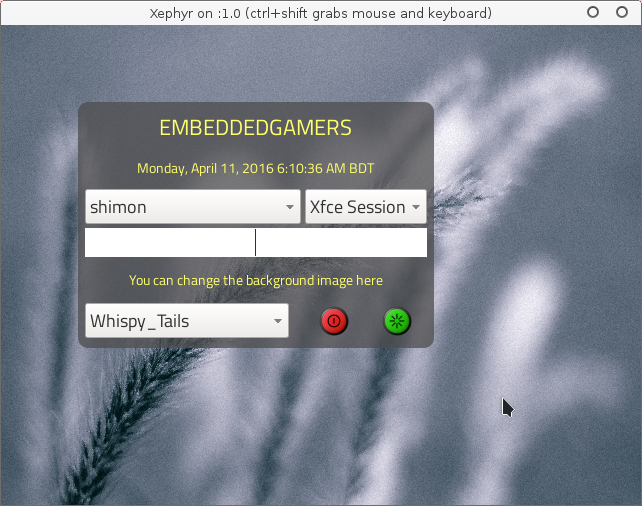 Xephyr on :1.0 (ctrl+shift grabs mouse and keyboard)
EMBEDDEDGAMERS
Monday, April 11, 2016 6:10:36 AM BDT
shimon Xfce Session
You can change the background image here
Whispy_Tails